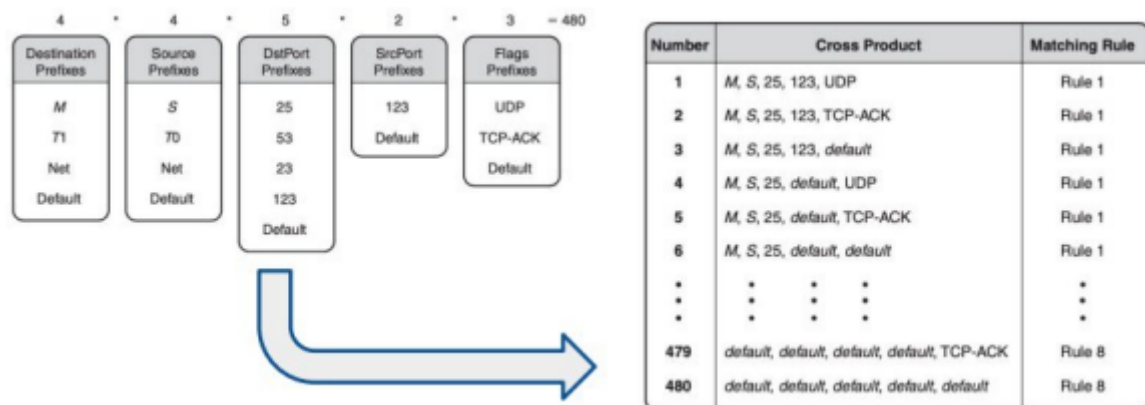 4 * 4 * 5 * 2 * 3 = 480
Destination Prefixes
M
T1
Net
Default
Source Prefixes
S
T0
Net
Default
DstPort Prefixes
25
53
23
123
Default
SrcPort Prefixes
123
Default
Flags Prefixes
UDP
TCP-ACK
Default
Number Cross Product Matching Rule
1 M, S, 25, 123, UDP Rule 1
2 M, S, 25, 123, TCP-ACK Rule 1
3 M, S, 25, 123, default Rule 1
4 M, S, 25, default, UDP Rule 1
5 M, S, 25, default, TCP-ACK Rule 1
6 M, S, 25, default, default Rule 1
479 default, default, default, default, TCP-ACK Rule 8
480 default, default, default, default, default Rule 8